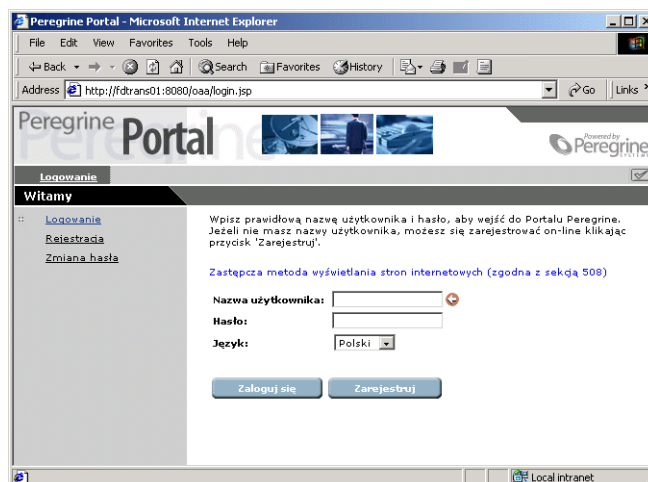 Peregrine Portal - Microsoft Internet Explorer
File Edit View Favorites Tools Help
Back Search Favorites History
Address http://fdtrans01:8080/oaa/login.jsp Go Links
Peregrine Portal
Powered by
Peregrine
SYSTEMS
Logowanie
Witamy
Logowanie
Rejestracja
Zmiana hasła
Wpisz prawidłową nazwę użytkownika i hasło, aby wejść do Portalu Peregrine.
Jeżeli nie masz nazwy użytkownika, możesz się zarejestrować on-line klikając
przycisk 'Zarejestruj'.
Zastępcza metoda wyświetlania stron internetowych (zgodna z sekcją 508)
Nazwa użytkownika:
Hasło:
Język: Polski
Zaloguj się Zarejestruj
Local intranet